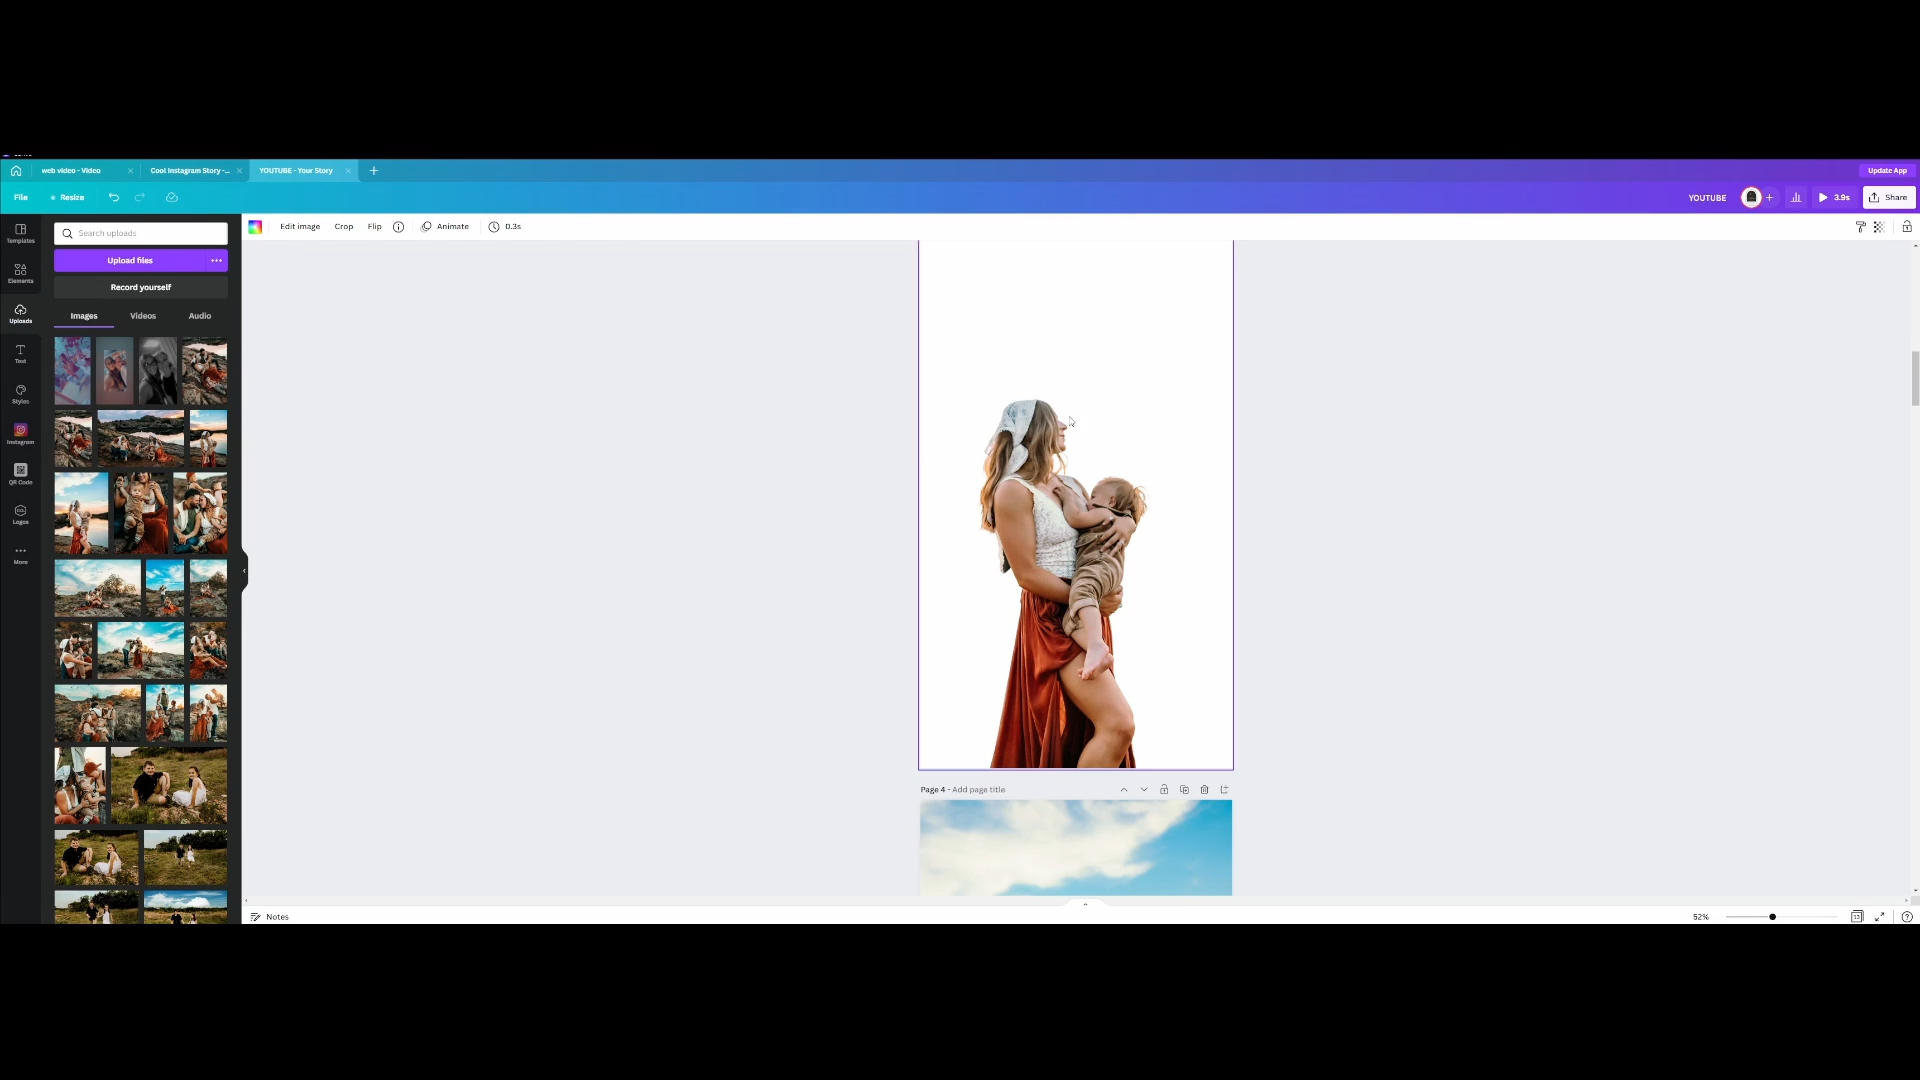 web video - Video
Cool Instagram Story -...
YOUTUBE - Your Story
Update App
File
Resize
YOUTUBE
3.9s
Share
Templates
Elements
Uploads
Text
Styles
Instagram
QR Code
Logos
More
Search uploads
Upload files
Record yourself
Images
Videos
Audio
Edit image
Crop
Flip
Animate
0.3s
Page 4 - Add page title
Notes
52%
13